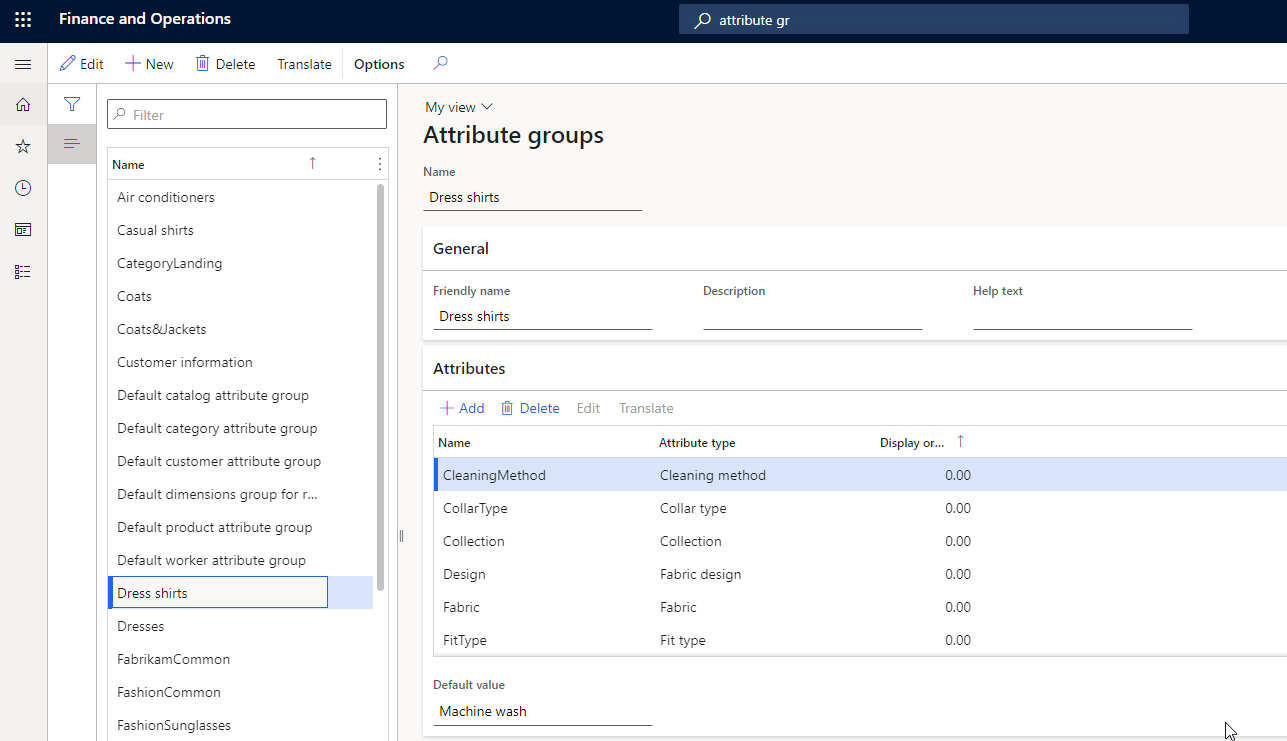 Finance and Operations
attribute gr
Edit New Delete Translate Options
Filter
Name
Air conditioners
Casual shirts
CategoryLanding
Coats
Coats&Jackets
Customer information
Default catalog attribute group
Default category attribute group
Default customer attribute group
Default dimensions group for r...
Default product attribute group
Default worker attribute group
Dress shirts
Dresses
FabrikamCommon
FashionCommon
FashionSunglasses
My view
Attribute groups
Name
Dress shirts
General
Friendly name Description Help text
Dress shirts
Attributes
Add Delete Edit Translate
Name Attribute type Display or...
CleaningMethod Cleaning method 0.00
CollarType Collar type 0.00
Collection Collection 0.00
Design Fabric design 0.00
Fabric Fabric 0.00
FitType Fit type 0.00
Default value
Machine wash